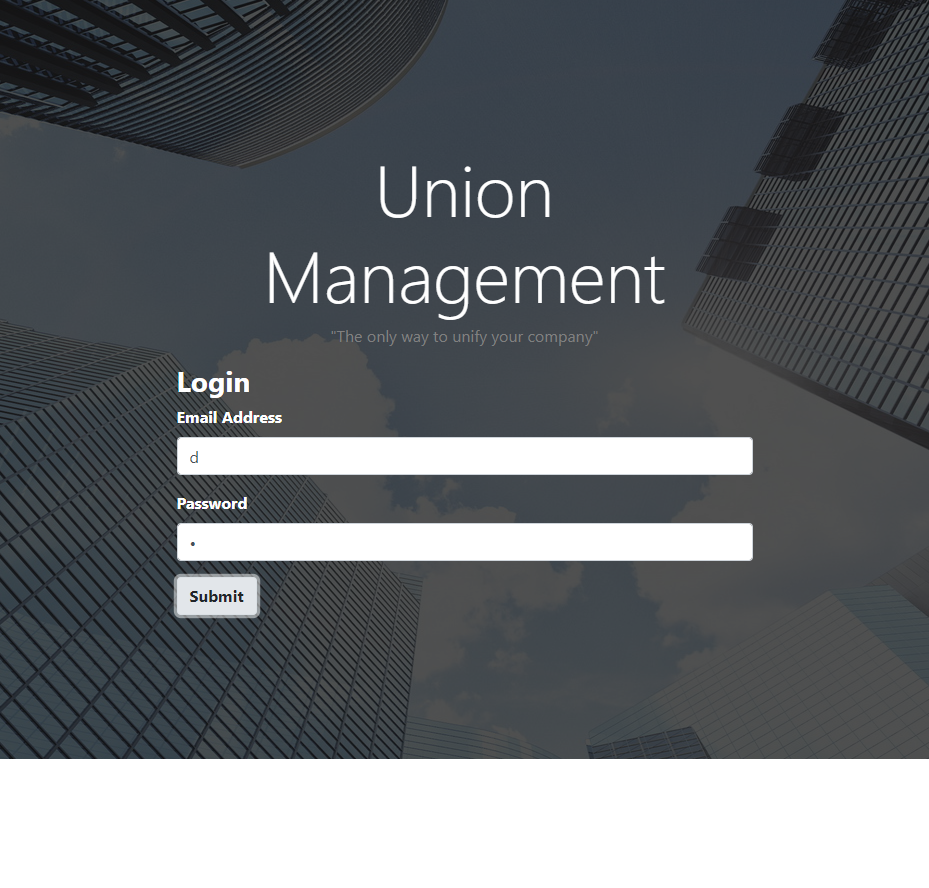 Union
Management
"The only way to unify your company"
Login
Email Address
d
Password
•
Submit